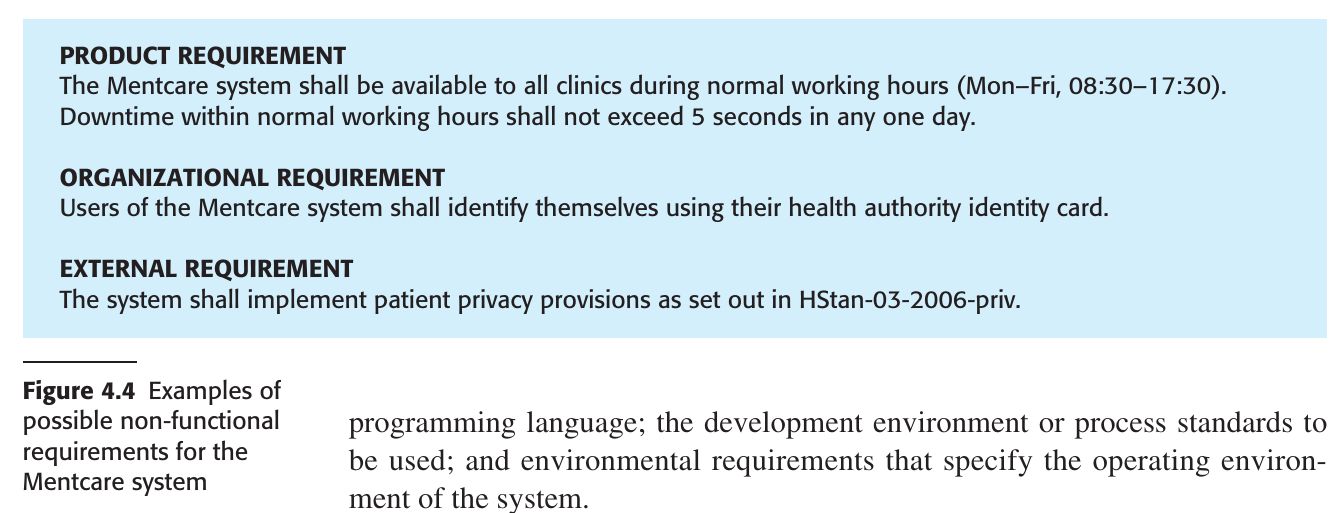 PRODUCT REQUIREMENT
The Mentcare system shall be available to all clinics during normal working hours (Mon–Fri, 08:30–17:30).
Downtime within normal working hours shall not exceed 5 seconds in any one day.
ORGANIZATIONAL REQUIREMENT
Users of the Mentcare system shall identify themselves using their health authority identity card.
EXTERNAL REQUIREMENT
The system shall implement patient privacy provisions as set out in HStan-03-2006-priv.
Figure 4.4 Examples of
possible non-functional
requirements for the
Mentcare system
programming language; the development environment or process standards to
be used; and environmental requirements that specify the operating environ-
ment of the system.